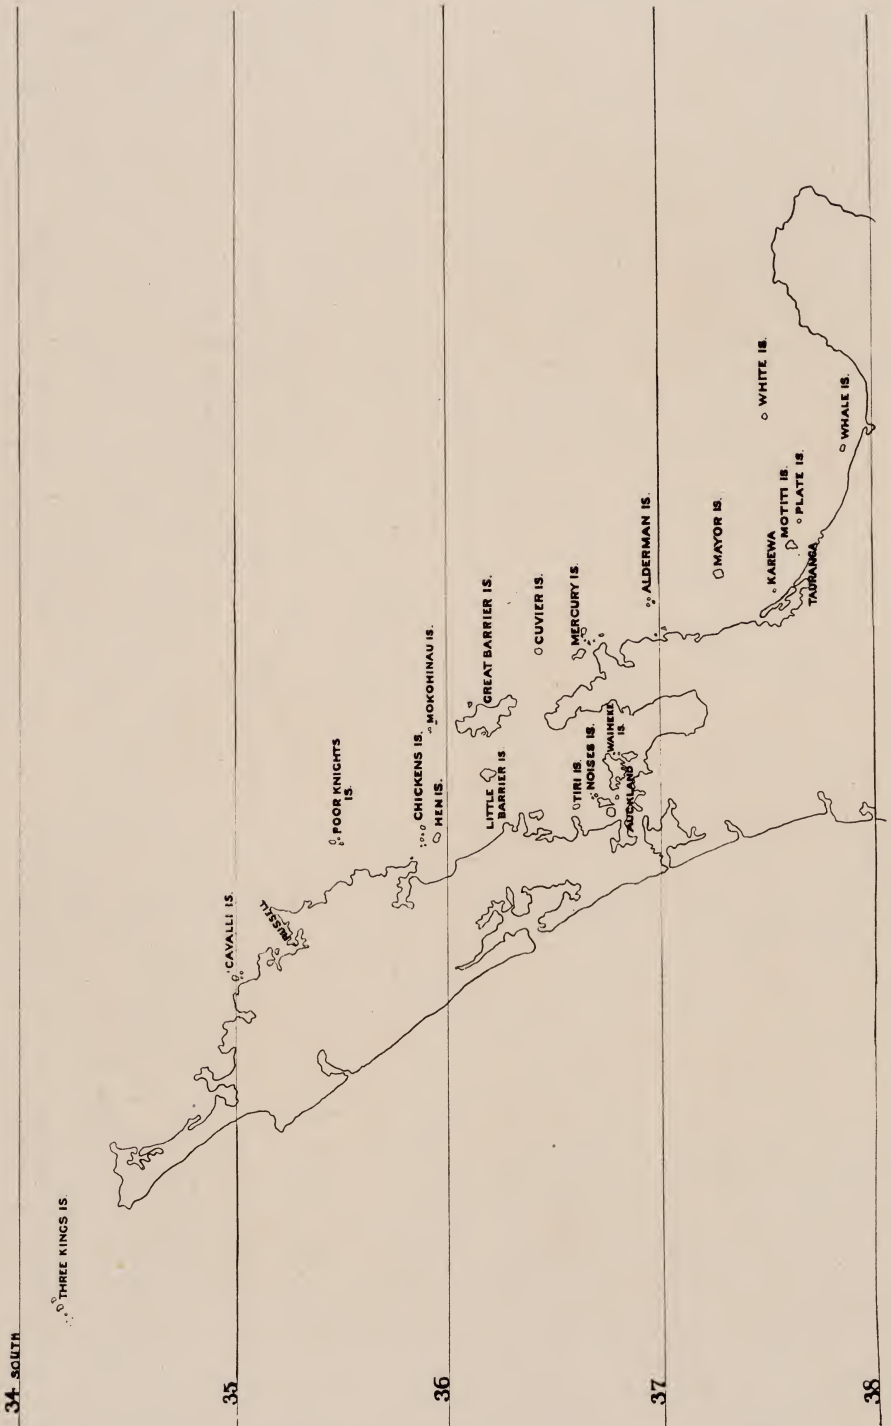 34 SOUTH
THREE KINGS IS.
35
CAVALLI IS.
RUSSELL
POOR KNIGHTS
IS.
CHICKENS IS.
HEN IS.
MOKOHINAU IS.
36
LITTLE
BARRIER IS
GREAT BARRIER IS.
CUVIER IS.
MERCURY IS.
TIRI IS.
NOISES IS.
WAIHEKE
IS.
AUCKLAND
ALDERMAN IS.
37
MAYOR IS.
KAREWA
MOTITI IS.
PLATE IS.
TAURANGA
WHITE IS.
WHALE IS.
38